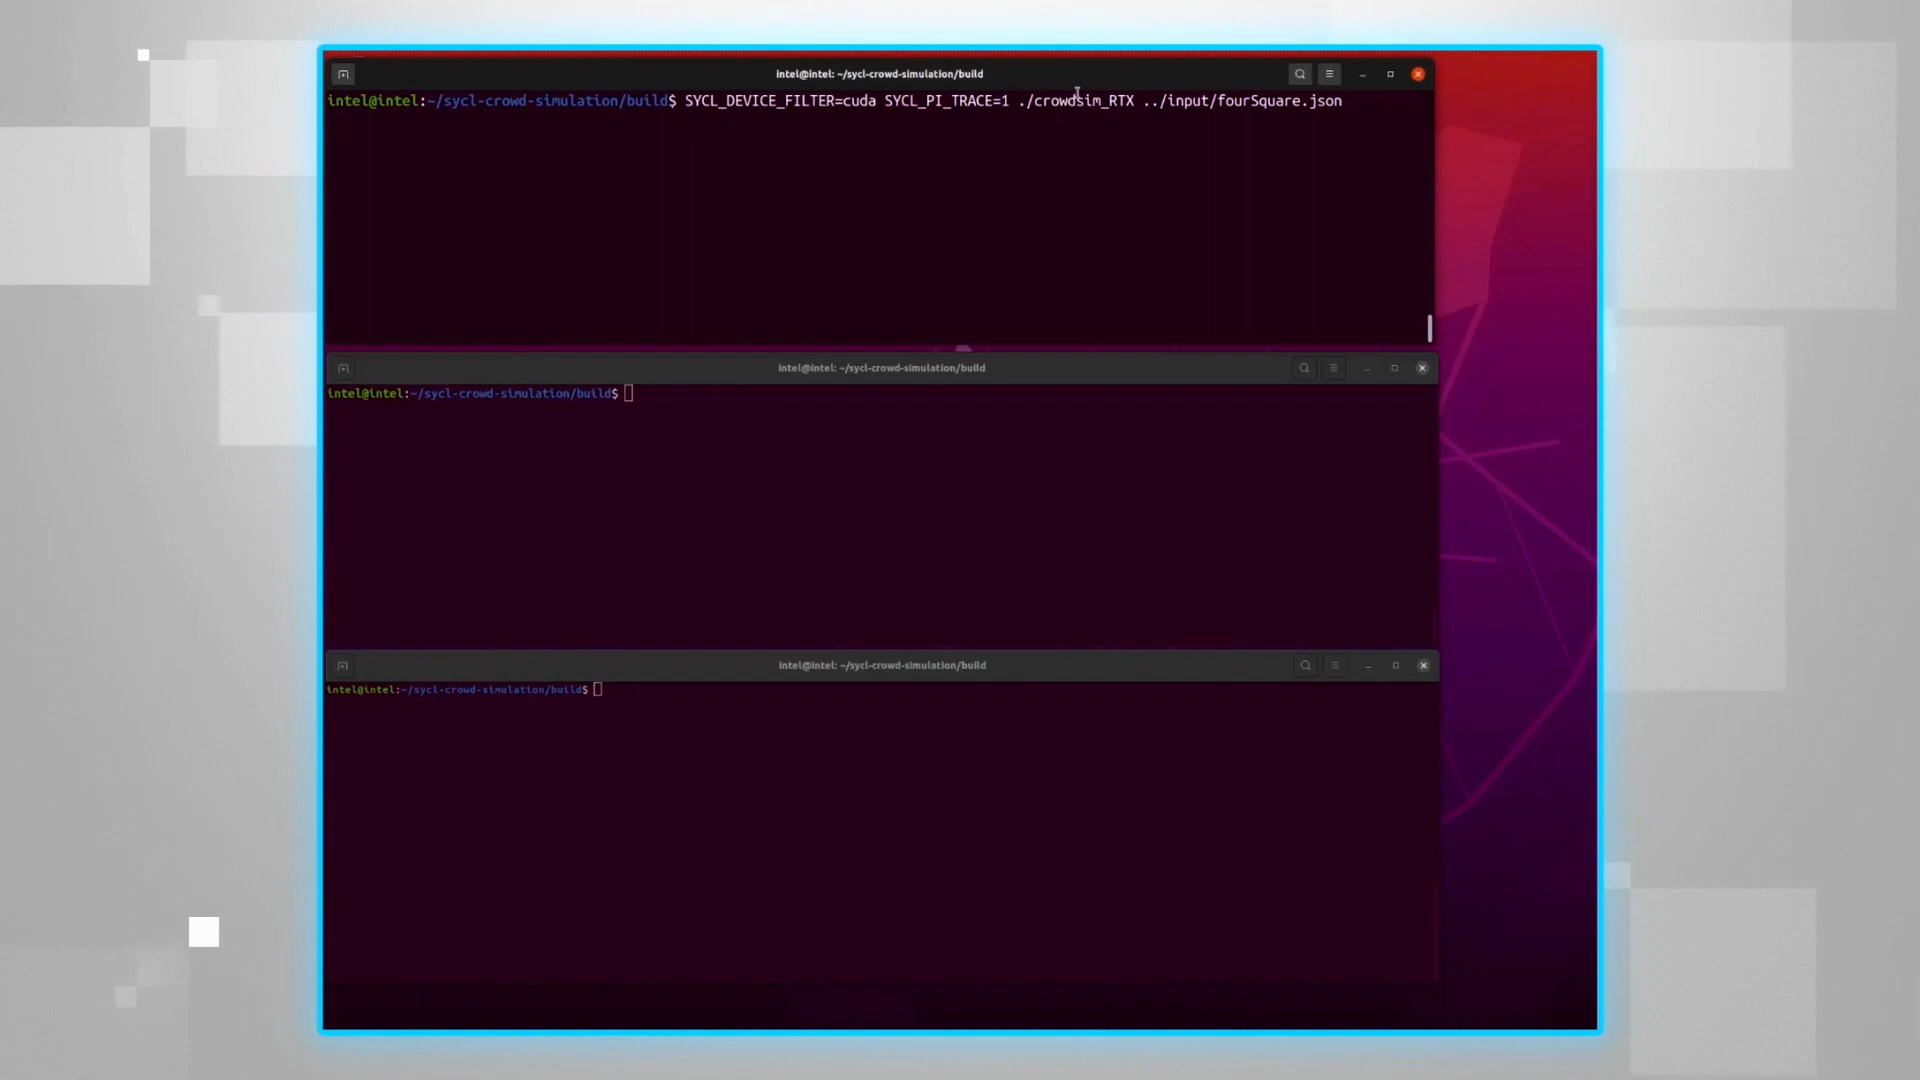 intel@intel: ~/sycl-crowd-simulation/build
intel@intel:~/sycl-crowd-simulation/build$ SYCL_DEVICE_FILTER=cuda SYCL_PI_TRACE=1 ./crowdsim_RTX ../input/fourSquare.json
intel@intel: ~/sycl-crowd-simulation/build
intel@intel:~/sycl-crowd-simulation/build$
intel@intel: ~/sycl-crowd-simulation/build
intel@intel:~/sycl-crowd-simulation/build$